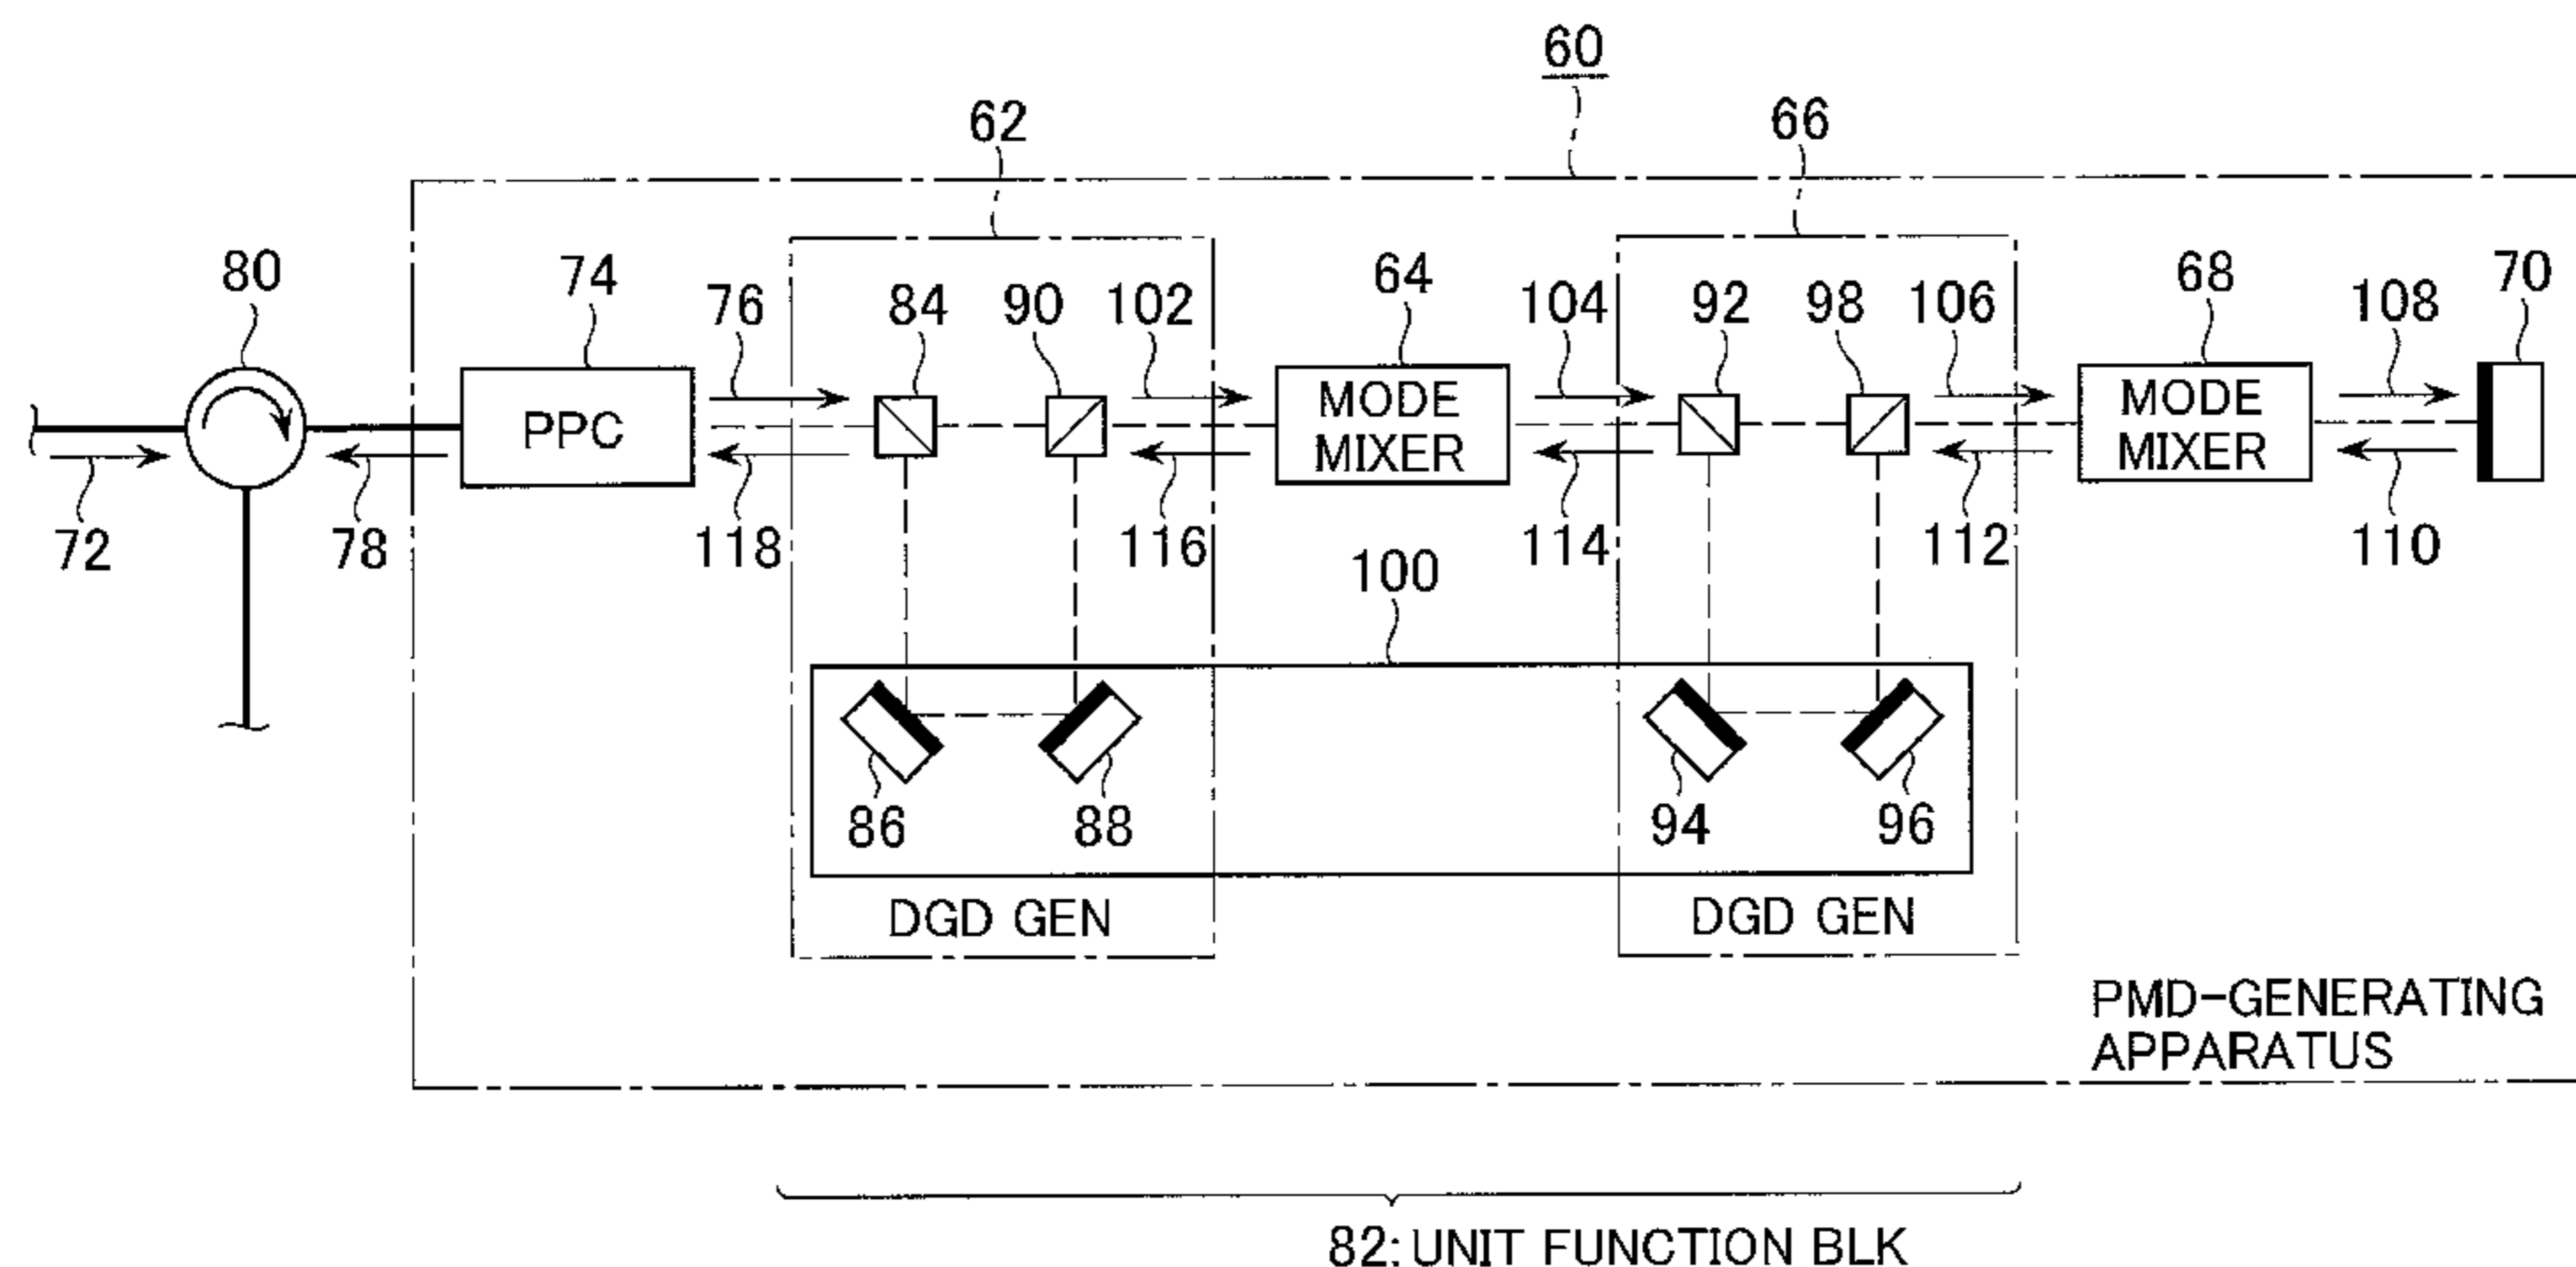 60
62
66
80
74
76
84
90
102
64
104
92
98
106
68
108
70
PPC
MODE
MIXER
MODE
MIXER
72
78
118
116
114
112
110
100
86
88
94
96
DGD GEN
DGD GEN
PMD-GENERATING
APPARATUS
82: UNIT FUNCTION BLK